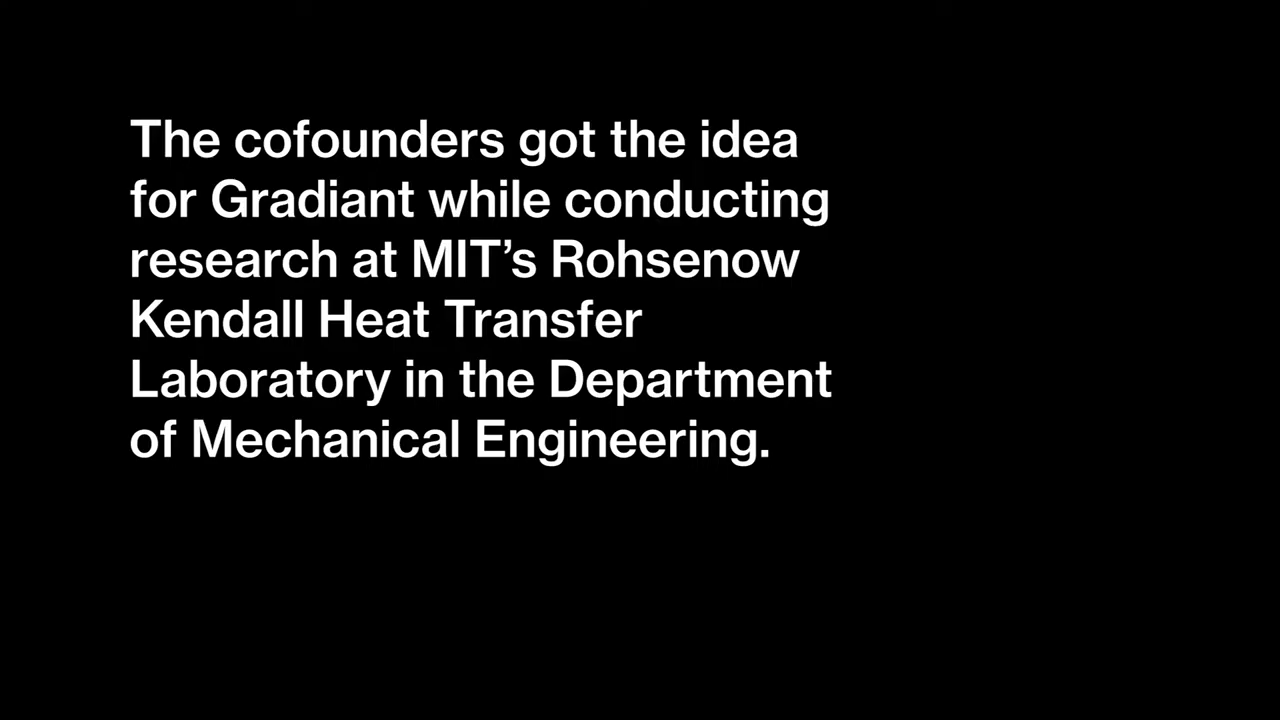 The cofounders got the idea
for Gradiant while conducting
research at MIT’s Rohsenow
Kendall Heat Transfer
Laboratory in the Department
of Mechanical Engineering.